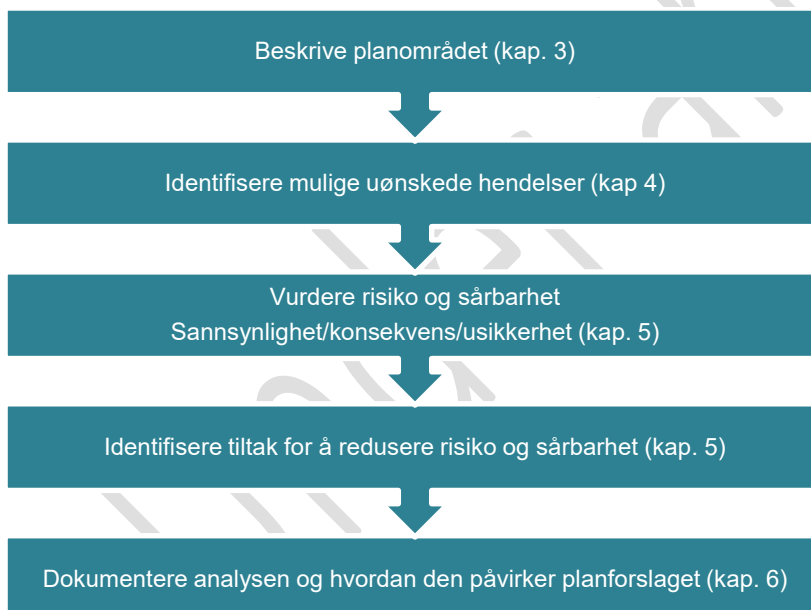 Beskrive planområdet (kap. 3)
Identifisere mulige uønskede hendelser (kap 4)
Vurdere risiko og sårbarhet
Sannsynlighet/konsekvens/usikkerhet (kap. 5)
Identifisere tiltak for å redusere risiko og sårbarhet (kap. 5)
Dokumentere analysen og hvordan den påvirker planforslaget (kap. 6)